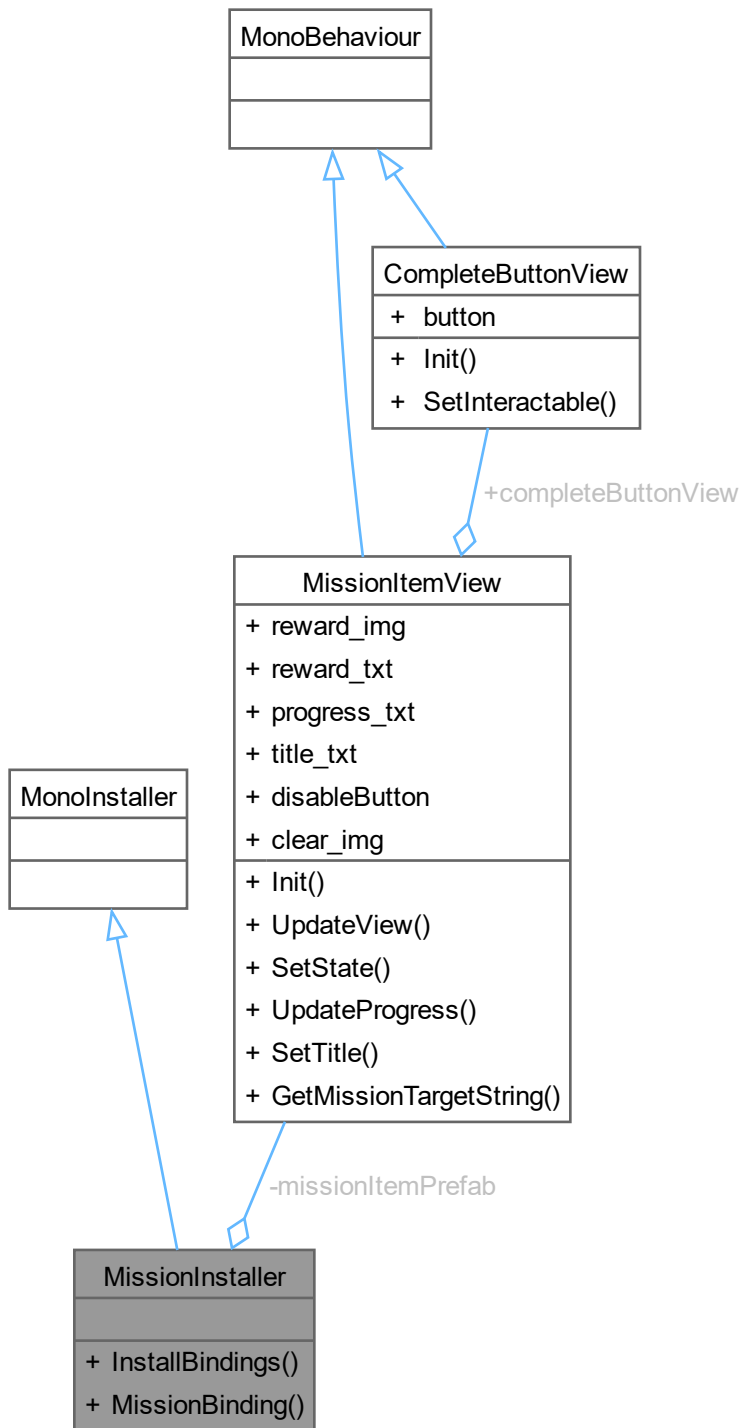 MonoBehaviour
CompleteButtonView
+ button
+ Init()
+ SetInteractable()
+completeButtonView
MissionItemView
+ reward_img
+ reward_txt
+ progress_txt
+ title_txt
+ disableButton
+ clear_img
+ Init()
+ UpdateView()
+ SetState()
+ UpdateProgress()
+ SetTitle()
+ GetMissionTargetString()
MonoInstaller
-missionItemPrefab
MissionInstaller
+ InstallBindings()
+ MissionBinding()